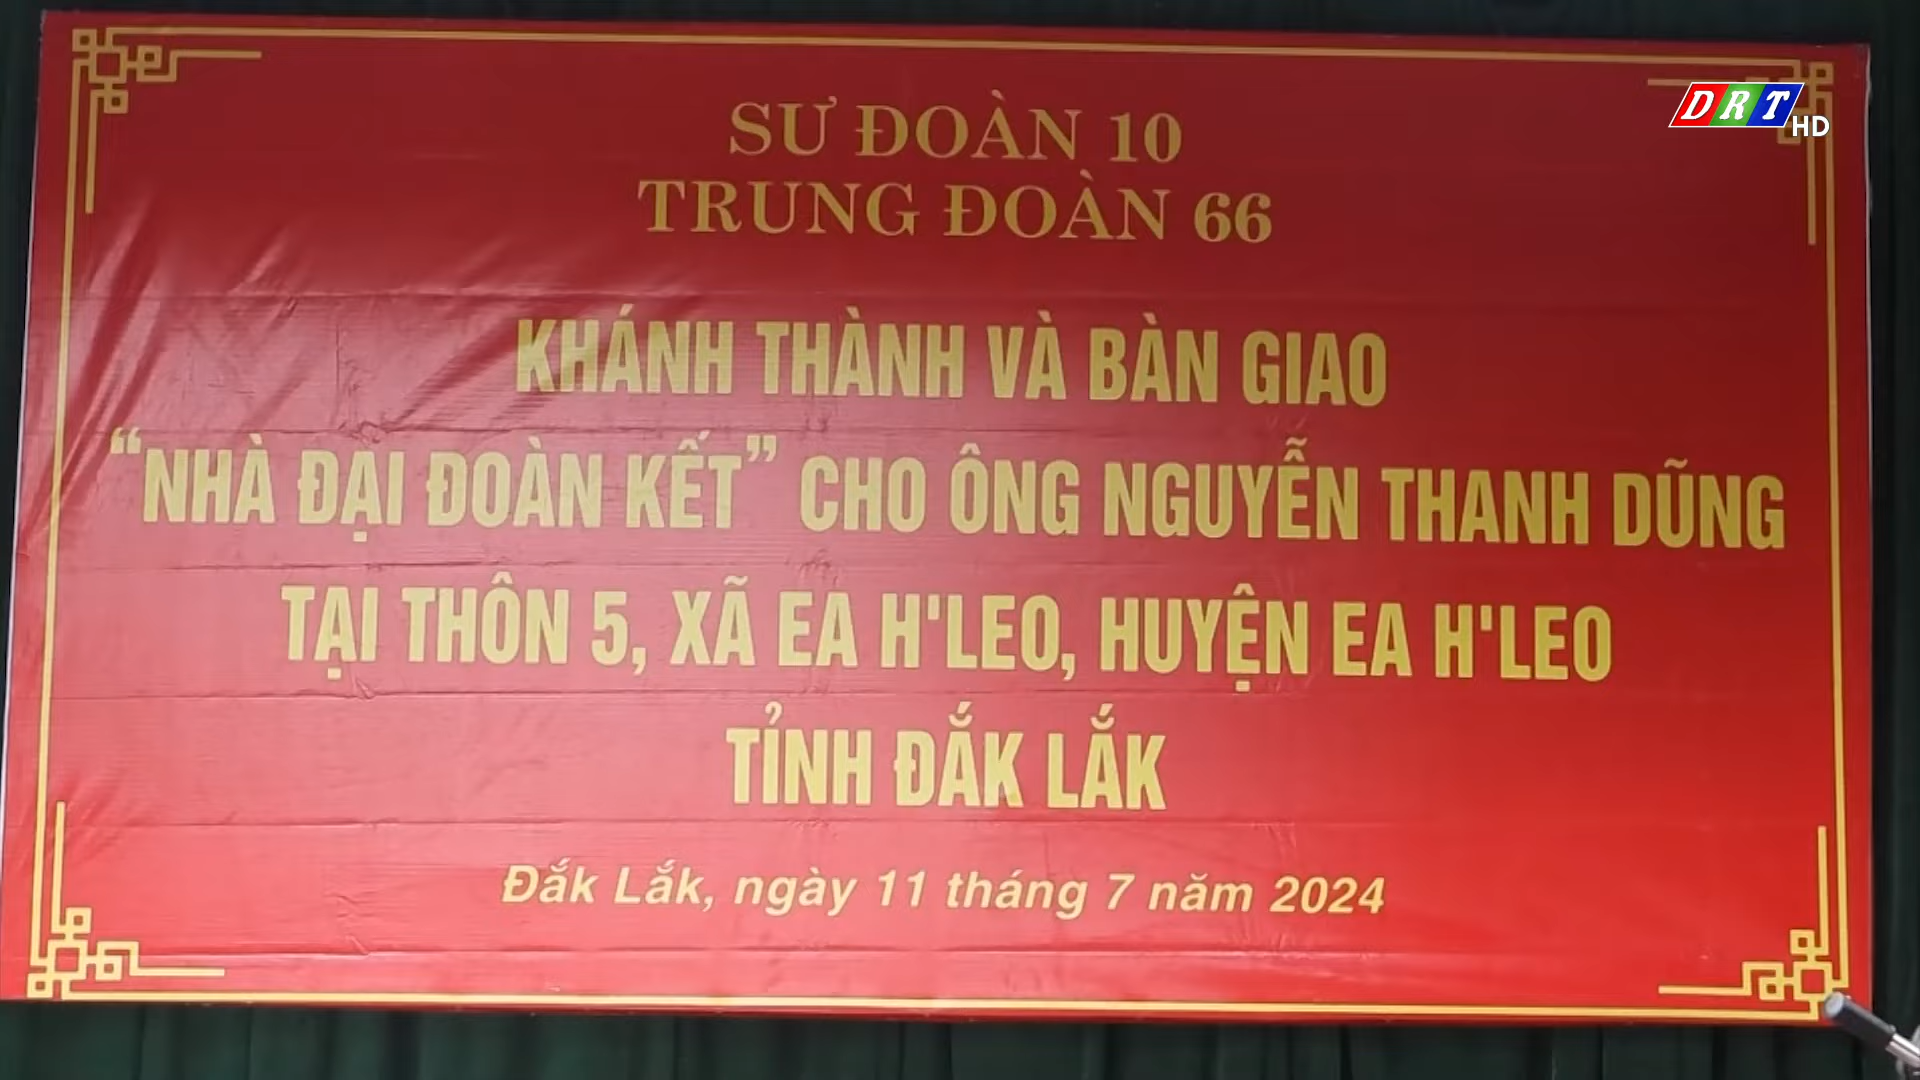 DRT HD
SƯ ĐOÀN 10
TRUNG ĐOÀN 66
KHÁNH THÀNH VÀ BÀN GIAO
“NHÀ ĐẠI ĐOÀN KẾT” CHO ÔNG NGUYỄN THANH DŨNG
TẠI THÔN 5, XÃ EA H'LEO, HUYỆN EA H'LEO
TỈNH ĐẮK LẮK
Đắk Lắk, ngày 11 tháng 7 năm 2024